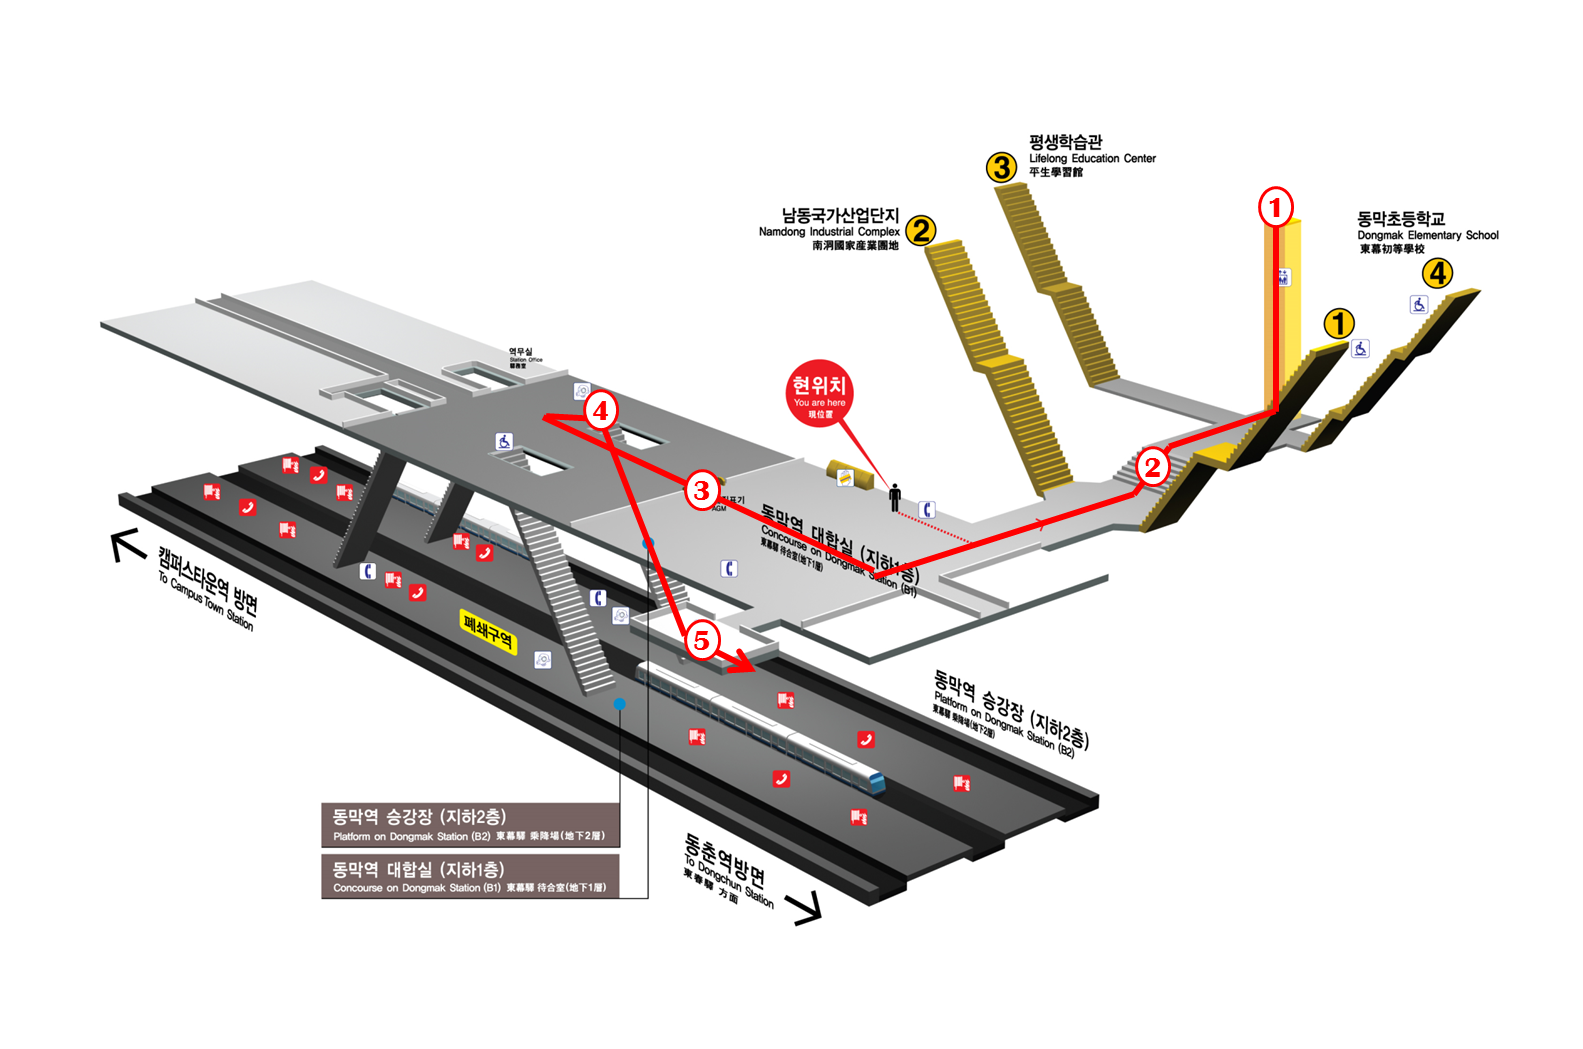 평생학습관
Lifelong Education Center
平生學習館
3
남동국가산업단지
Namdong Industrial Complex
南洞國家産業團地
2
1
동막초등학교
Dongmak Elementary School
東幕初等學校
4
1
역무실
Station Office
驛務室
현위치
You are here
現位置
4
2
3
표기
AGM
동막역 대합실 (지하1층)
Concourse on Dongmak Station (B1)
東幕驛 待合室(地下1層)
캠퍼스타운역 방면
To Campus Town Station
폐쇄구역
5
동막역 승강장 (지하2층)
Platform on Dongmak Station (B2)
東幕驛 乘降場(地下2層)
동막역 승강장 (지하2층)
Platform on Dongmak Station (B2) 東幕驛 乘降場(地下2層)
동막역 대합실 (지하1층)
Concourse on Dongmak Station (B1) 東幕驛 待合室(地下1層)
동춘역방면
To Dongchun Station
東春驛 方面